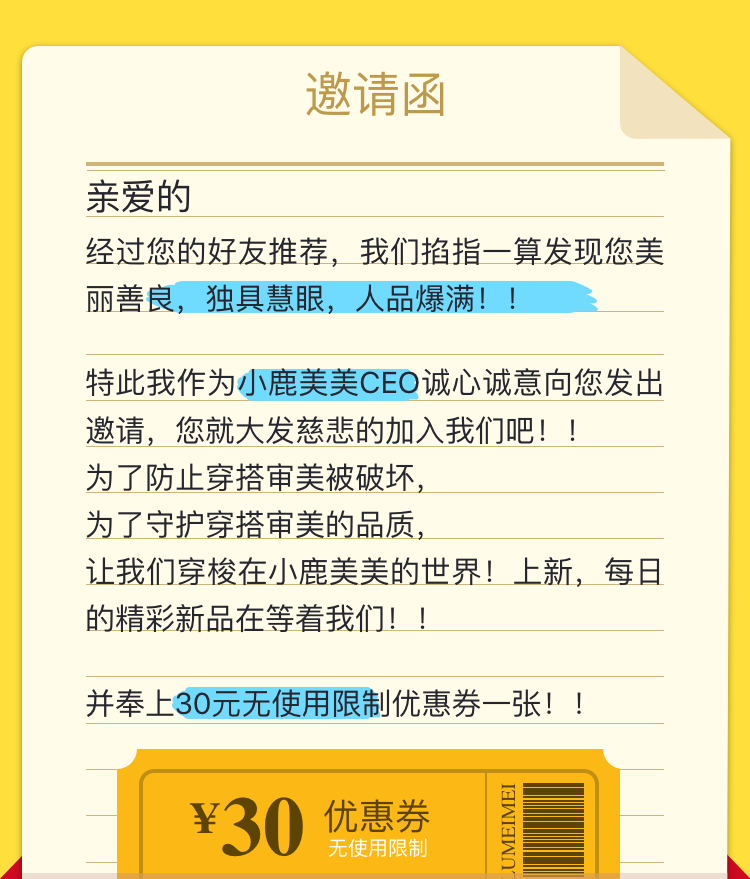 邀请函
亲爱的
经过您的好友推荐，我们掐指一算发现您美
丽善良，独具慧眼，人品爆满！！
特此我作为小鹿美美CEO诚心诚意向您发出
邀请，您就大发慈悲的加入我们吧！！
为了防止穿搭审美被破坏，
为了守护穿搭审美的品质，
让我们穿梭在小鹿美美的世界！上新，每日
的精彩新品在等着我们！！
并奉上30元无使用限制优惠券一张！！
¥30 优惠券
无使用限制
LUMEIMEI